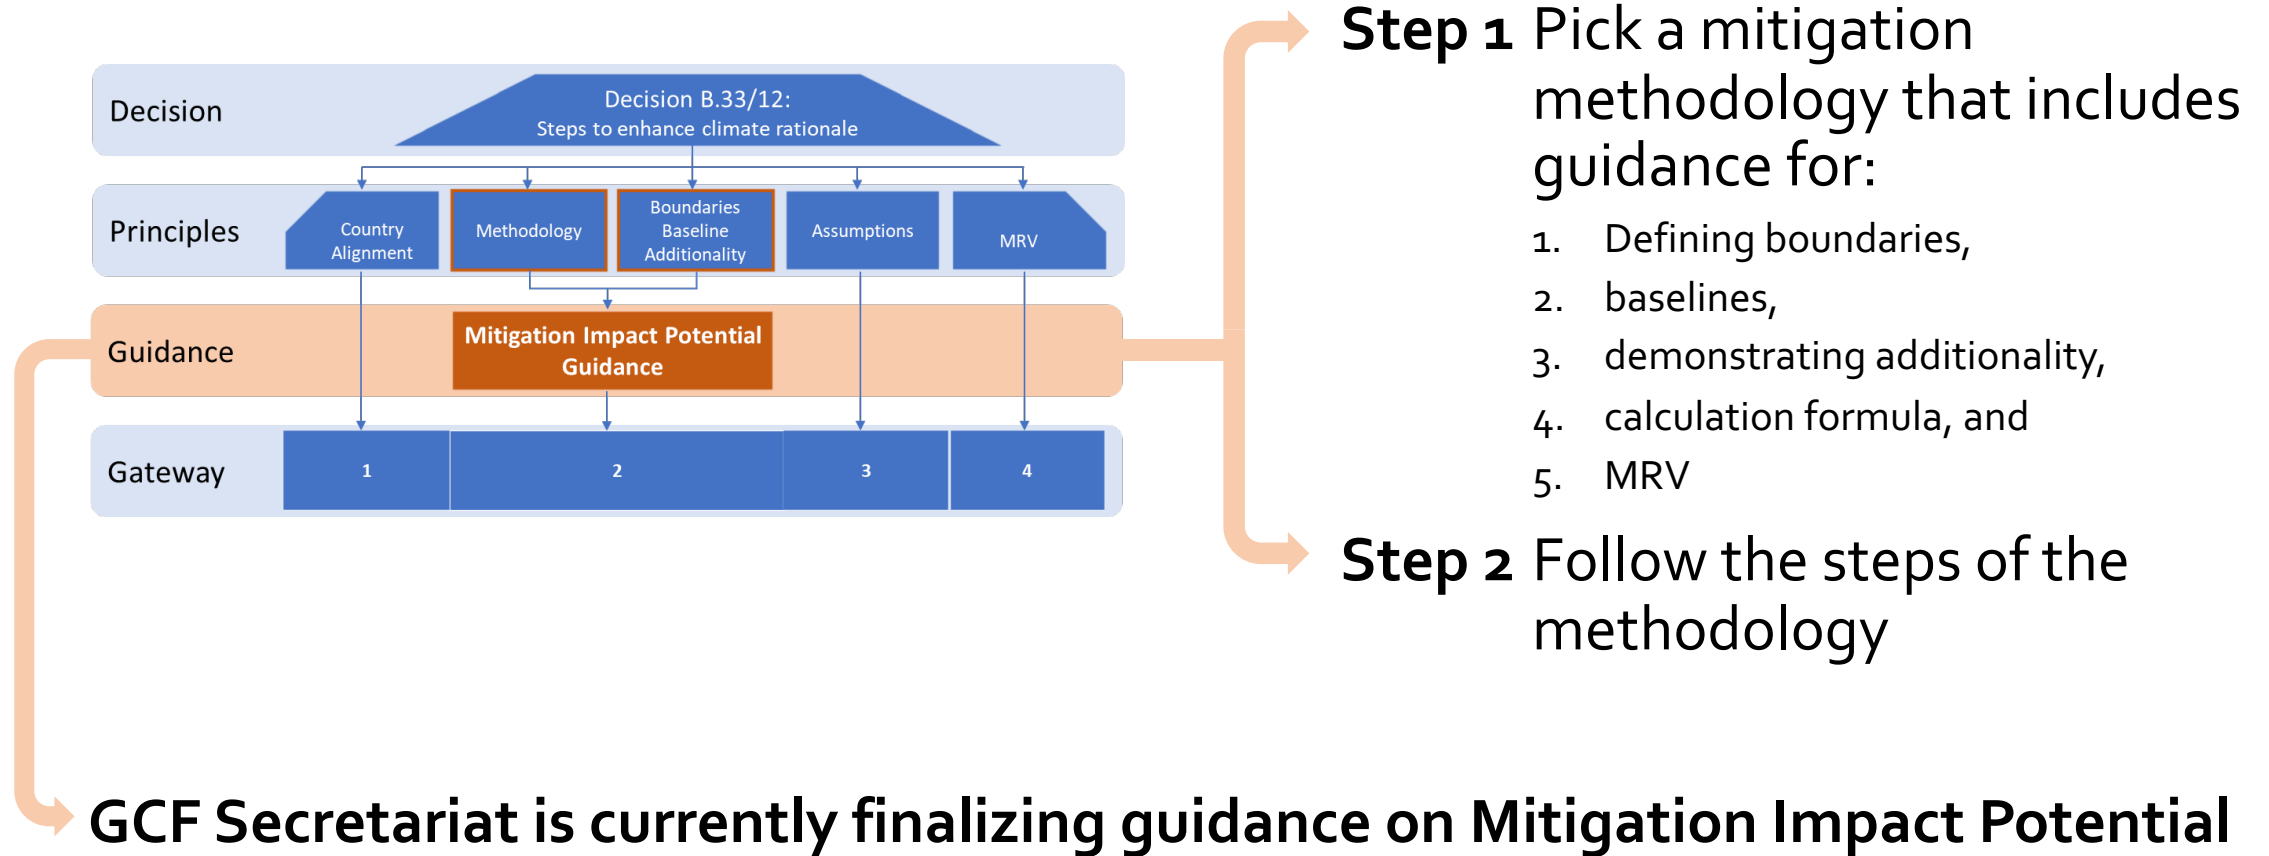 Decision
Decision B.33/12:
Steps to enhance climate rationale
Principles
Country
Alignment
Methodology
Boundaries
Baseline
Additionality
Assumptions
MRV
Guidance
Mitigation Impact Potential
Guidance
Gateway
1
2
3
4
Step 1 Pick a mitigation
methodology that includes
guidance for:
1. Defining boundaries,
2. baselines,
3. demonstrating additionality,
4. calculation formula, and
5. MRV
Step 2 Follow the steps of the
methodology
GCF Secretariat is currently finalizing guidance on Mitigation Impact Potential